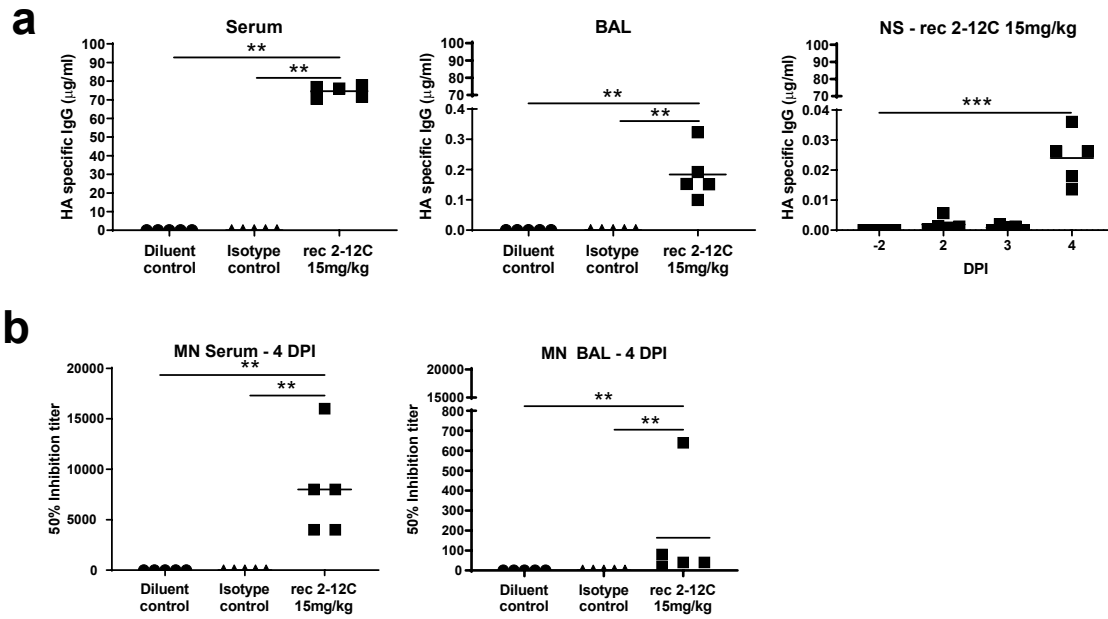 a
Serum
HA specific IgG (µg/ml)
100
90
80
70
60
50
40
30
20
10
0
**
**
Diluent
control
Isotype
control
rec 2-12C
15mg/kg
BAL
HA specific IgG (µg/ml)
100
90
80
70
0.4
0.3
0.2
0.1
0.0
**
**
Diluent
control
Isotype
control
rec 2-12C
15mg/kg
NS - rec 2-12C 15mg/kg
HA specific IgG (µg/ml)
100
90
80
70
0.04
0.03
0.02
0.01
0.00
***
-2
2
3
4
DPI
b
MN Serum - 4 DPI
50% Inhibition titer
20000
15000
10000
5000
0
**
**
Diluent
control
Isotype
control
rec 2-12C
15mg/kg
MN BAL - 4 DPI
50% Inhibition titer
20000
15000
800
700
600
500
400
300
200
100
0
**
**
Diluent
control
Isotype
control
rec 2-12C
15mg/kg